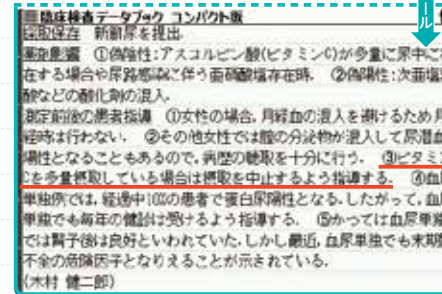 臨床検査データブック コンパクト版
ル
採取保存 新鮮尿を提出.
薬剤影響 ①偽陰性:アスコルビン酸(ビタミンC)が多量に尿中に存
在する場合や尿路感染に伴う亜硝酸塩存在時. ②偽陽性:次亜塩
酸などの酸化剤の混入.
測定前後の患者指導 ①女性の場合,月経血の混入を避けるため月
経時は行わない. ②その他女性では腟の分泌物が混入して尿潜血
陽性となることもあるので,病歴の聴取を十分に行う. ③ビタミン
Cを多量摂取している場合は摂取を中止するよう指導する. ④血
単独例では,経過中10%の患者で蛋白尿陽性となる.したがって,血
単独でも毎年の健診は受けるよう指導する. ⑤かつては血尿単独
では腎予後は良好といわれていた.しかし最近,血尿単独でも末期
不全の危険因子となりえることが示されている.
(木村 健二郎)